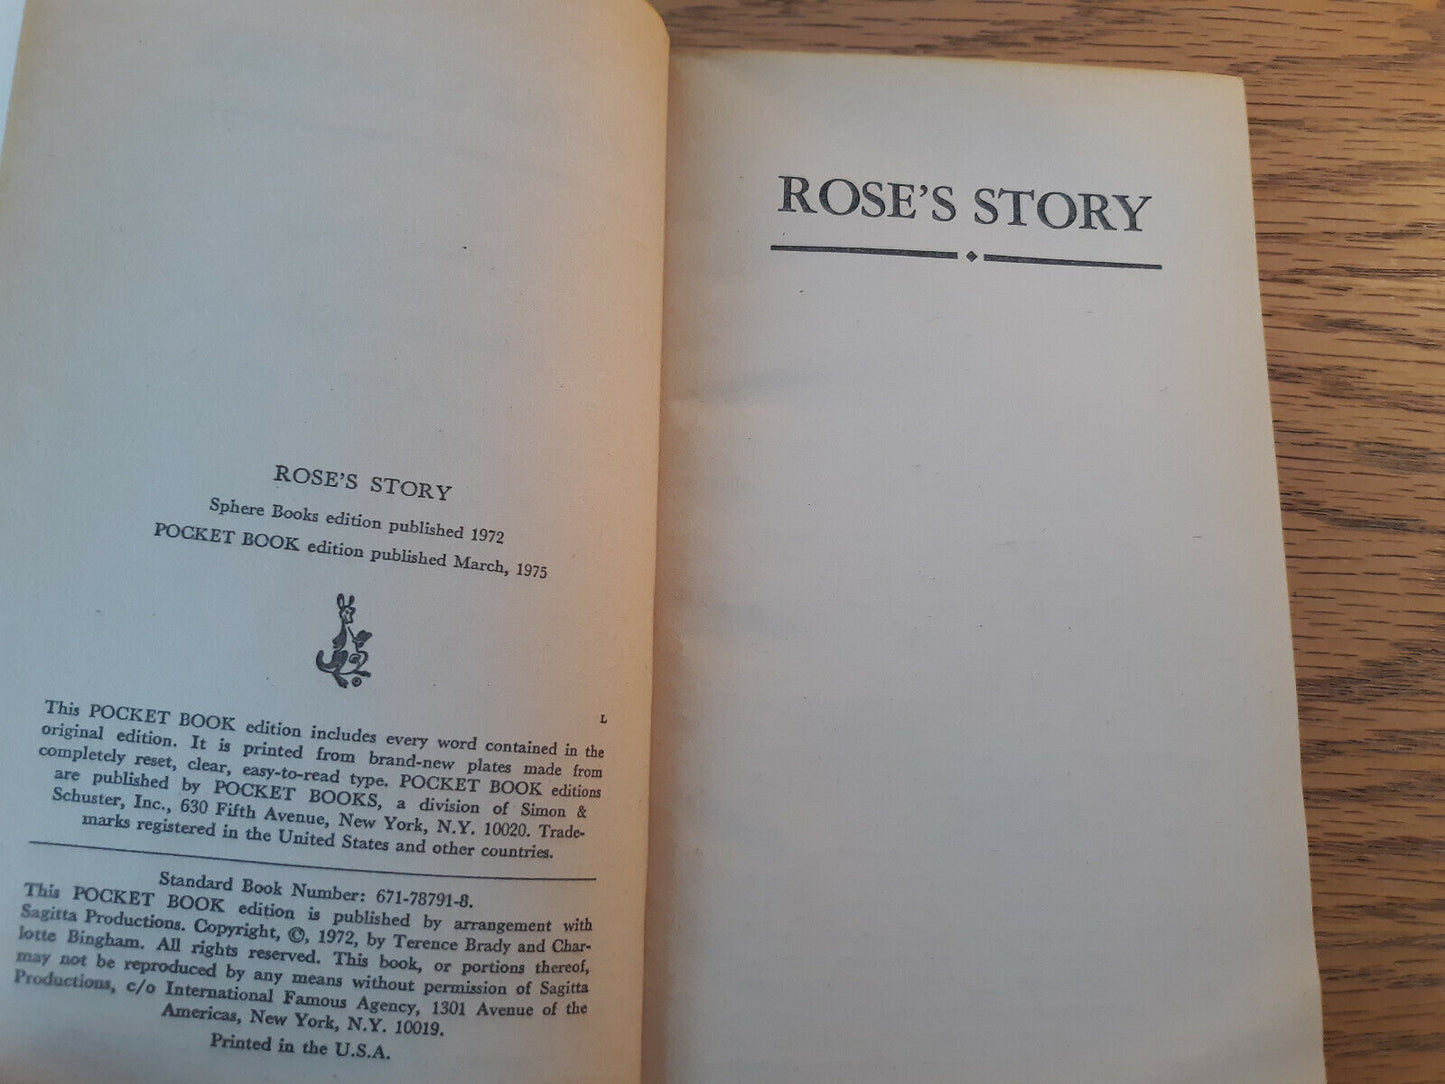 ROSE'S STORY
Sphere Books edition published 1972
POCKET BOOK edition published March, 1975
L
This POCKET BOOK edition includes every word contained in the
original edition. It is printed from brand-new plates made from
completely reset, clear, easy-to-read type. POCKET BOOK editions
are published by POCKET BOOKS, a division of Simon &
Schuster, Inc., 630 Fifth Avenue, New York, N.Y. 10020. Trade-
marks registered in the United States and other countries.
Standard Book Number: 671-78791-8.
This POCKET BOOK edition is published by arrangement with
Sagitta Productions. Copyright, ©, 1972, by Terence Brady and Char-
lotte Bingham. All rights reserved. This book, or portions thereof,
may not be reproduced by any means without permission of Sagitta
Productions, c/o International Famous Agency, 1301 Avenue of the
Americas, New York, N.Y. 10019.
Printed in the U.S.A.
ROSE'S STORY